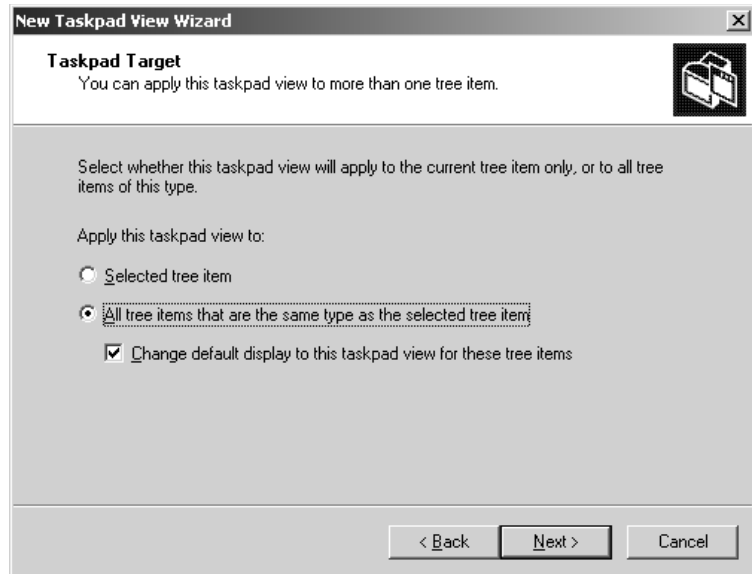 New Taskpad View Wizard
Taskpad Target
You can apply this taskpad view to more than one tree item.
Select whether this taskpad view will apply to the current tree item only, or to all tree
items of this type.
Apply this taskpad view to:
Selected tree item
All tree items that are the same type as the selected tree item
Change default display to this taskpad view for these tree items
< Back
Next >
Cancel